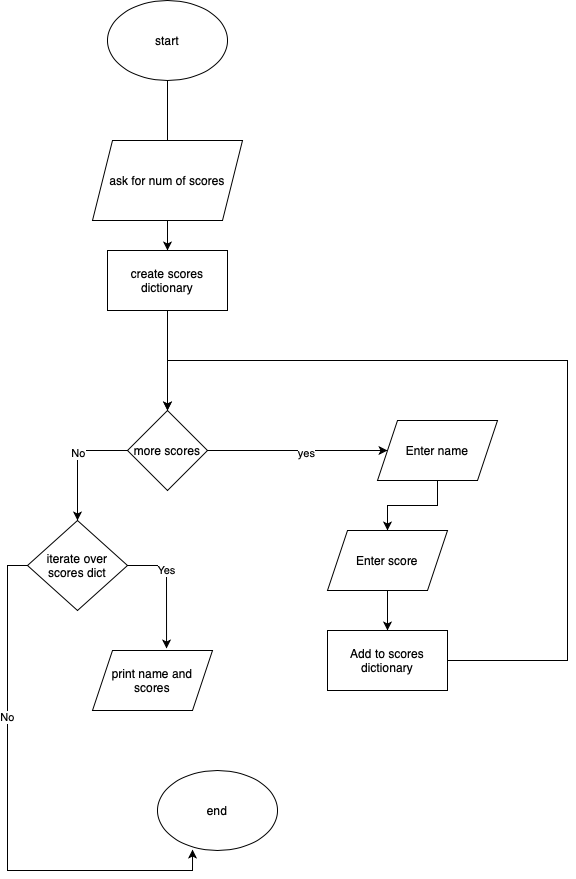 start
ask for num of scores
create scores
dictionary
more scores
yes
Enter name
No
Enter score
iterate over
scores dict
Yes
Add to scores
dictionary
print name and
scores
No
end